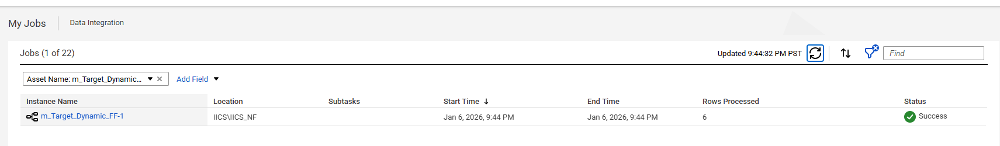 My Jobs Data Integration
Jobs (1 of 22) Updated 9:44:32 PM PST Find
Asset Name: m_Target_Dynamic... Add Field
Instance Name Location Subtasks Start Time End Time Rows Processed Status
m_Target_Dynamic_FF-1 IICS\IICS_NF Jan 6, 2026, 9:44 PM Jan 6, 2026, 9:44 PM 6 Success